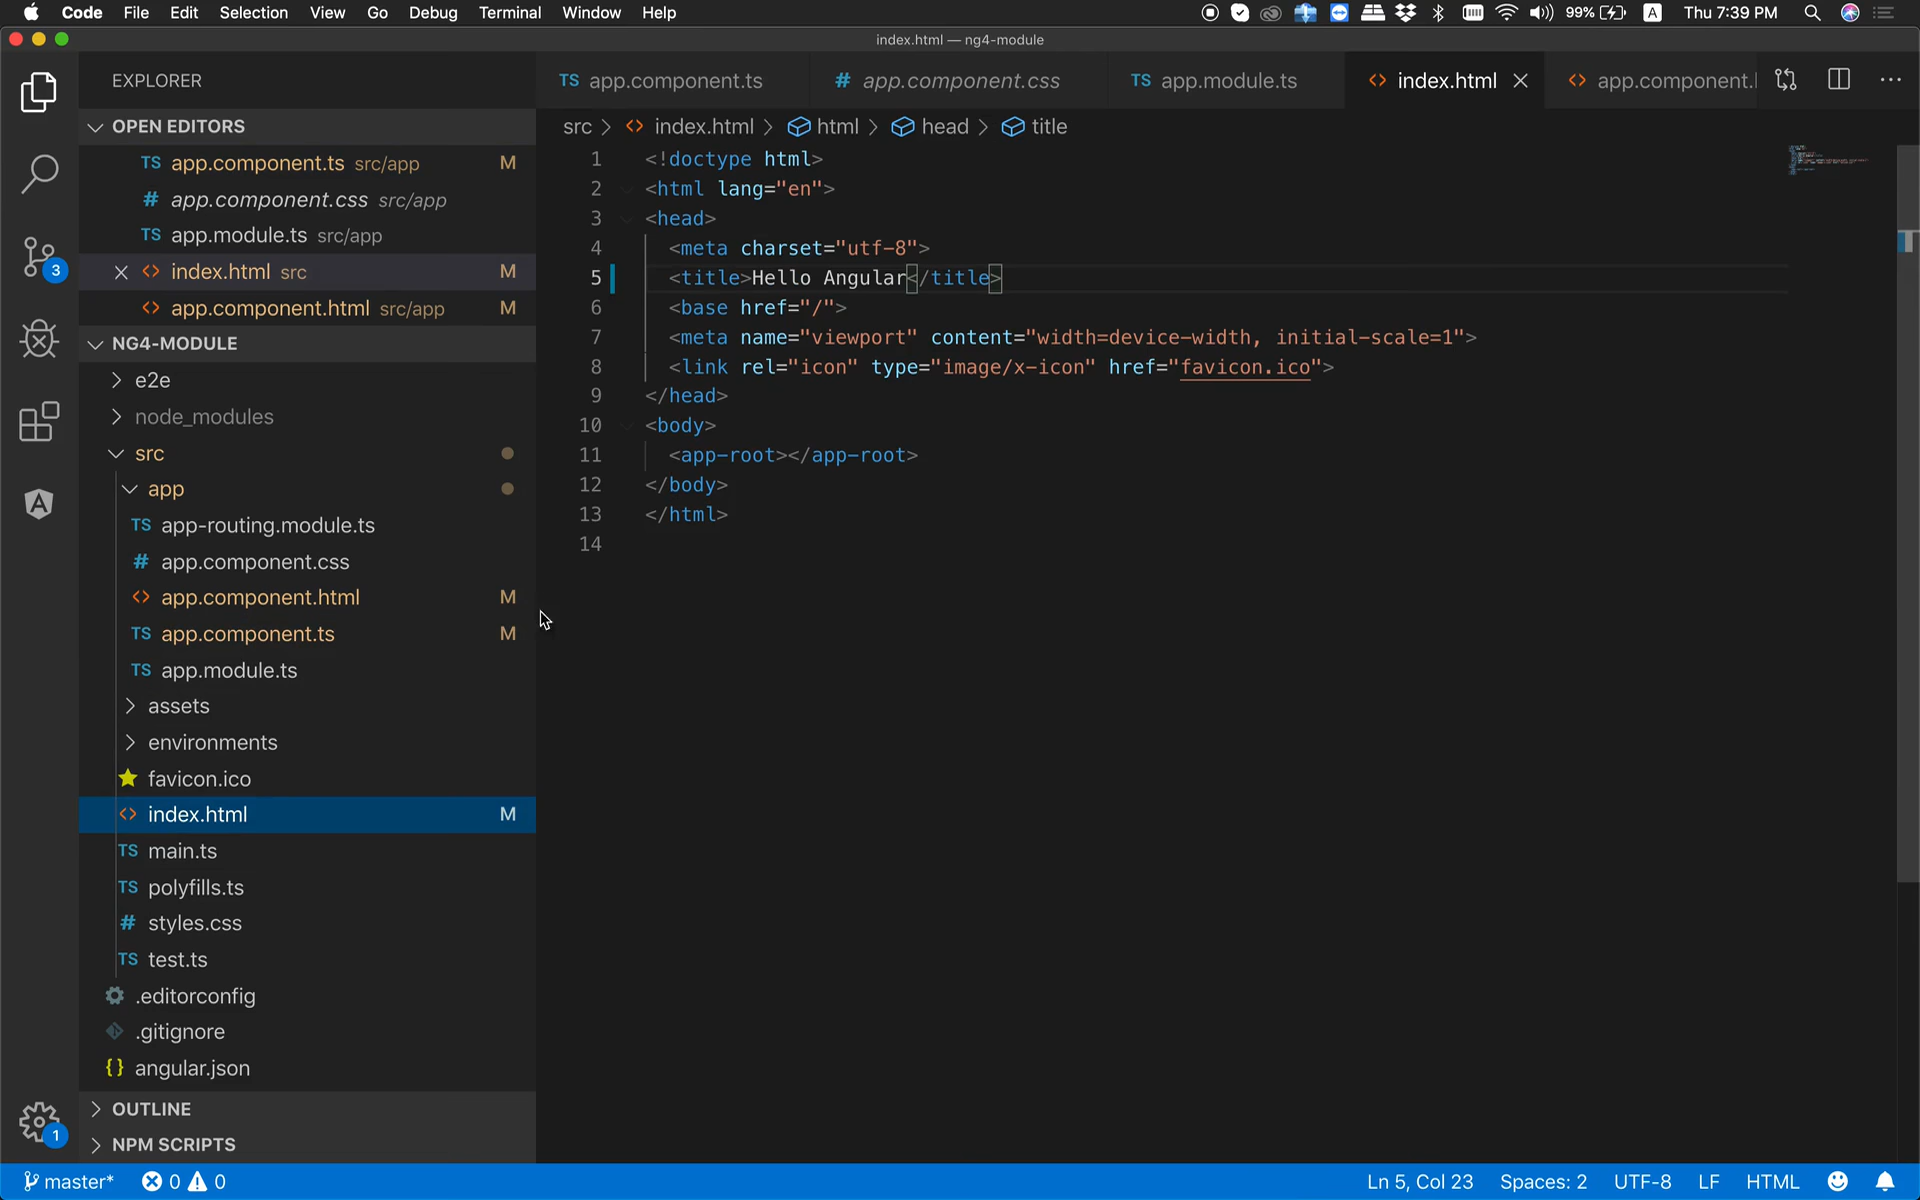 Code File Edit Selection View Go Debug Terminal Window Help 99% A Thu 7:39 PM
index.html — ng4-module
EXPLORER
OPEN EDITORS
TS app.component.ts src/app M
# app.component.css src/app
TS app.module.ts src/app
<> index.html src M
<> app.component.html src/app M
NG4-MODULE
e2e
node_modules
src
app
TS app-routing.module.ts
# app.component.css
<> app.component.html M
TS app.component.ts M
TS app.module.ts
assets
environments
favicon.ico
<> index.html M
TS main.ts
TS polyfills.ts
# styles.css
TS test.ts
.editorconfig
.gitignore
{} angular.json
OUTLINE
NPM SCRIPTS
3
1
TS app.component.ts # app.component.css TS app.module.ts <> index.html <> app.component.
src > <> index.html > html > head > title
1 <!doctype html>
2 <html lang="en">
3 <head>
4 <meta charset="utf-8">
5 <title>Hello Angular</title>
6 <base href="/">
7 <meta name="viewport" content="width=device-width, initial-scale=1">
8 <link rel="icon" type="image/x-icon" href="favicon.ico">
9 </head>
10 <body>
11 <app-root></app-root>
12 </body>
13 </html>
14
master* 0 0 Ln 5, Col 23 Spaces: 2 UTF-8 LF HTML